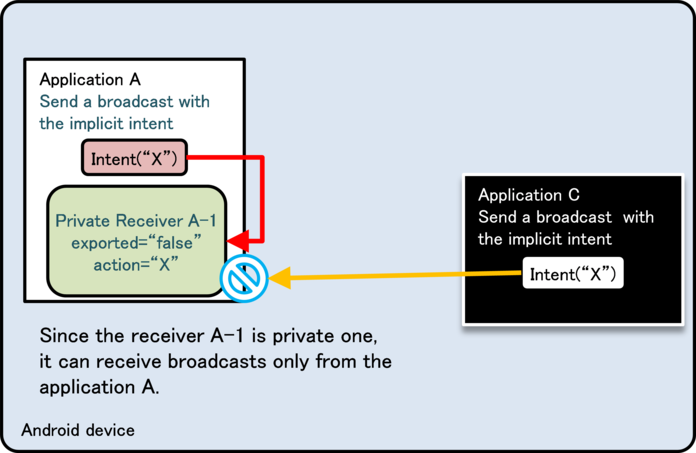 Application A
Send a broadcast with
the implicit intent
Intent(“X”)
Private Receiver A-1
exported=“false”
action=“X”
Application C
Send a broadcast with
the implicit intent
Intent(“X”)
Since the receiver A-1 is private one,
it can receive broadcasts only from the
application A.
Android device